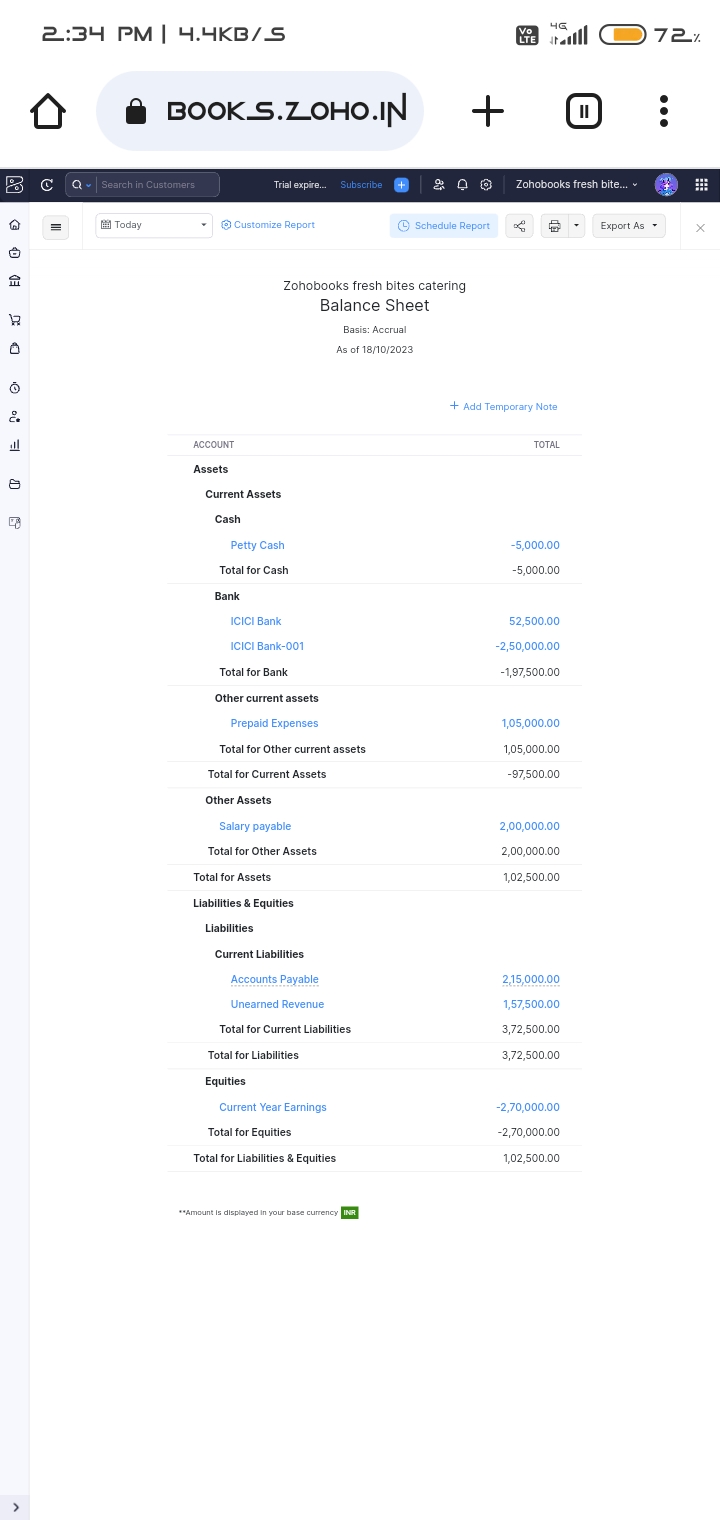 2:34 PM | 4.4KB/S
Vo LTE 4G 72%
BOOKS.ZOHO.IN
Search in Customers Trial expire... Subscribe Zohobooks fresh bite...
Today Customize Report Schedule Report Export As
Zohobooks fresh bites catering
Balance Sheet
Basis: Accrual
As of 18/10/2023
+ Add Temporary Note
ACCOUNT TOTAL
Assets
Current Assets
Cash
Petty Cash -5,000.00
Total for Cash -5,000.00
Bank
ICICI Bank 52,500.00
ICICI Bank-001 -2,50,000.00
Total for Bank -1,97,500.00
Other current assets
Prepaid Expenses 1,05,000.00
Total for Other current assets 1,05,000.00
Total for Current Assets -97,500.00
Other Assets
Salary payable 2,00,000.00
Total for Other Assets 2,00,000.00
Total for Assets 1,02,500.00
Liabilities & Equities
Liabilities
Current Liabilities
Accounts Payable 2,15,000.00
Unearned Revenue 1,57,500.00
Total for Current Liabilities 3,72,500.00
Total for Liabilities 3,72,500.00
Equities
Current Year Earnings -2,70,000.00
Total for Equities -2,70,000.00
Total for Liabilities & Equities 1,02,500.00
**Amount is displayed in your base currency INR